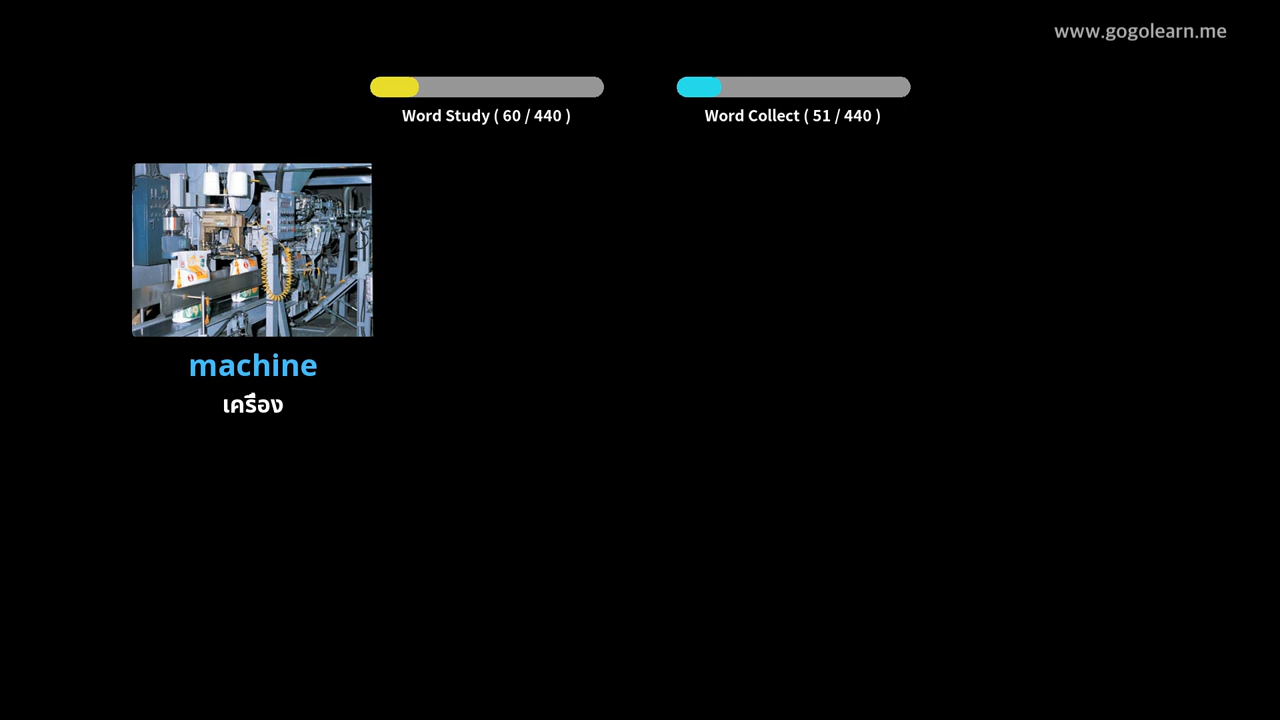 www.gogolearn.me
Word Study ( 60 / 440 )
Word Collect ( 51 / 440 )
machine
เครื่อง